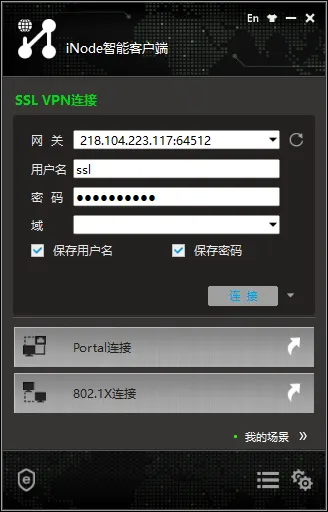 En
iNode智能客户端
SSL VPN连接
网 关 218.104.223.117:64512
用户名 ssl
密 码 ●●●●●●●●●●
域
保存用户名 保存密码
连 接
Portal连接
802.1X连接
我的场景 »